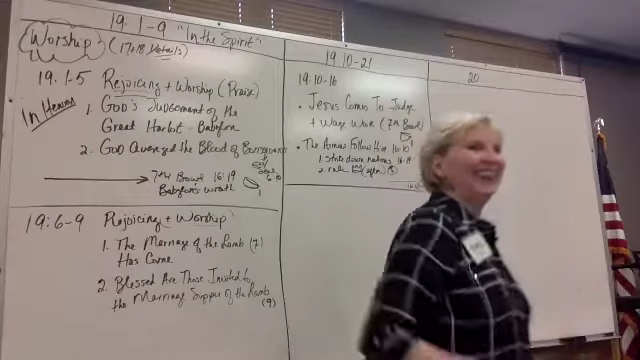 19: 1-9 "In the Spirit"
Worship (17+18 Details)
19: 1-5 Rejoicing + Worship (Praise)
In Heaven
1. GOD's Judgement of the
Great Harlot - Babylon
2. GOD Avenged the Blood of
7th Bowl 16:19
Babylon's wrath
19:6-9 Rejoicing + Worship
1. The Marriage of the Lamb (7)
Has Come
2. Blessed Are Those Invited to
the Marriage Supper of the Lamb
(9)
19 10-21
19:10-16
• Jesus Comes To Judge
+ Wage War (7th Bowl)
• The Armies Follow Him
1 strike down nations
2 rule
20